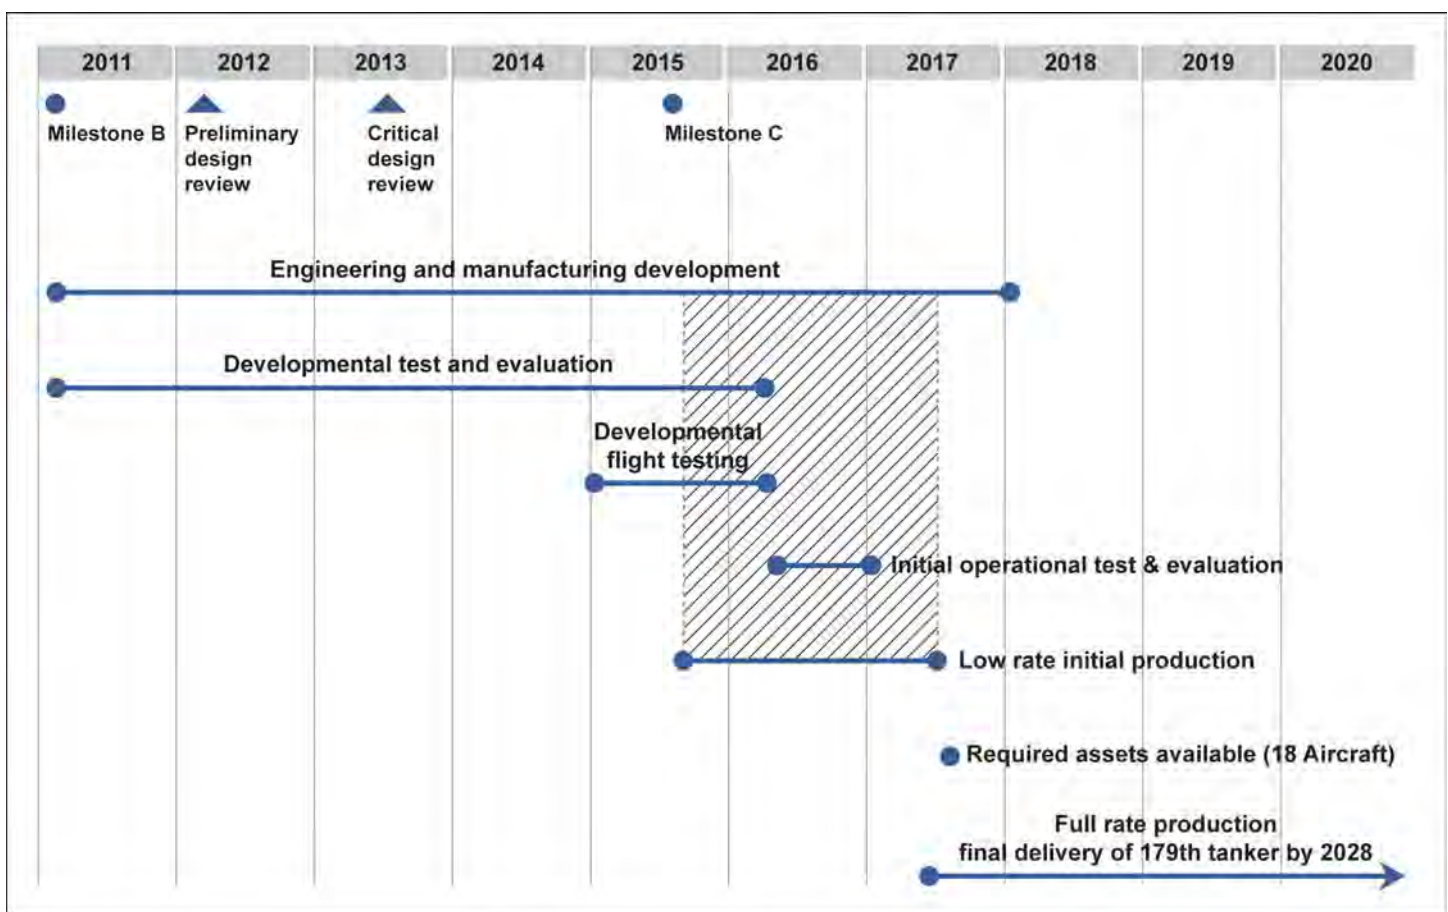 2011 2012 2013 2014 2015 2016 2017 2018 2019 2020
Milestone B
Preliminary
design
review
Critical
design
review
Milestone C
Engineering and manufacturing development
Developmental test and evaluation
Developmental
flight testing
Initial operational test & evaluation
Low rate initial production
Required assets available (18 Aircraft)
Full rate production
final delivery of 179th tanker by 2028